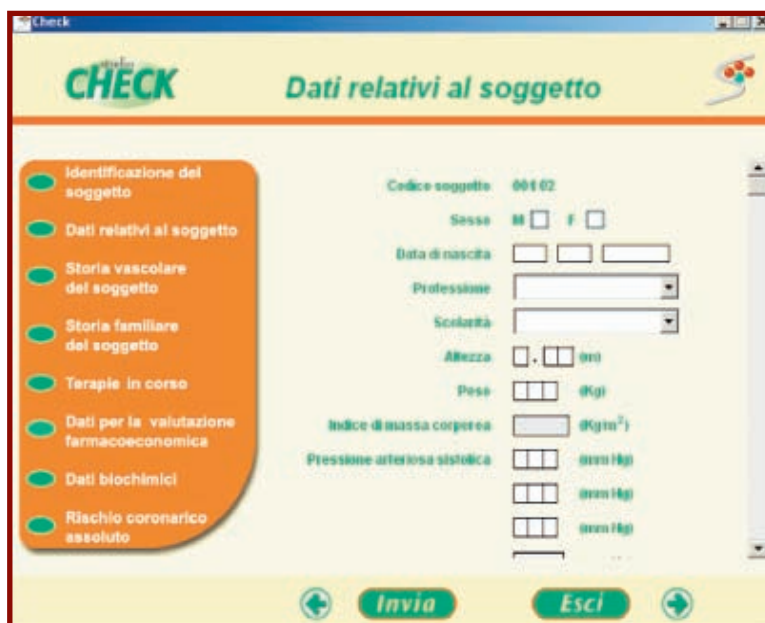 Check
studio
CHECK
Dati relativi al soggetto
Identificazione del
soggetto
Dati relativi al soggetto
Storia vascolare
del soggetto
Storia familiare
del soggetto
Terapie in corso
Dati per la valutazione
farmacoeconomica
Dati biochimici
Rischio coronarico
assoluto
Codice soggetto 00102
Sesso M F
Data di nascita
Professione
Scolarità
Altezza . (m)
Peso (Kg)
Indice di massa corporea (Kg/m²)
Pressione arteriosa sistolica (mm Hg)
(mm Hg)
(mm Hg)
Invia
Esci